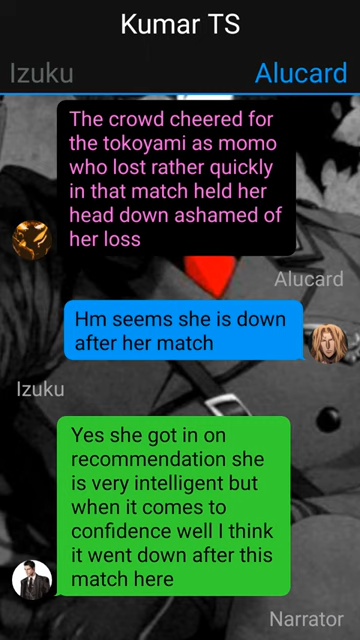 Kumar TS
Izuku
Alucard
The crowd cheered for
the tokoyami as momo
who lost rather quickly
in that match held her
head down ashamed of
her loss
Alucard
Hm seems she is down
after her match
Izuku
Yes she got in on
recommendation she
is very intelligent but
when it comes to
confidence well I think
it went down after this
match here
Narrator